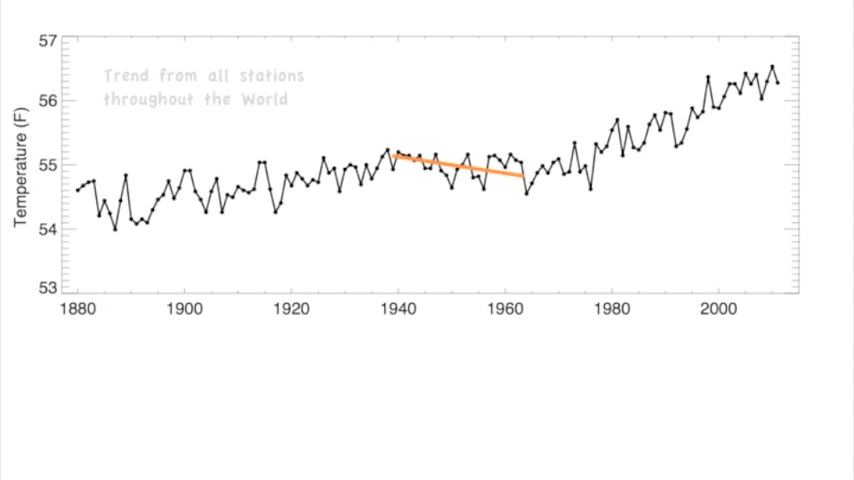 57
Trend from all stations
throughout the World
56
55
54
53
Temperature (F)
1880 1900 1920 1940 1960 1980 2000